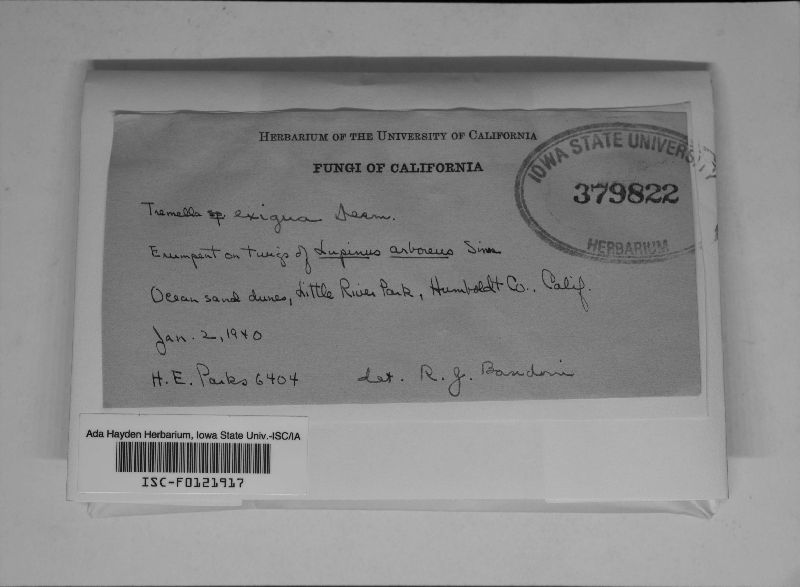 HERBARIUM OF THE UNIVERSITY OF CALIFORNIA
FUNGI OF CALIFORNIA
IOWA STATE UNIVERSITY
379822
HERBARIUM
Tremella sp. exigua Desm.
Erumpent on twigs of Lupinus arboreus Sims
Ocean sand dunes, Little River Park, Humboldt Co., Calif.
Jan. 2, 1940
H. E. Parks 6404 det. R. J. Bandoni
Ada Hayden Herbarium, Iowa State Univ.-ISC/IA
ISC-F0121917